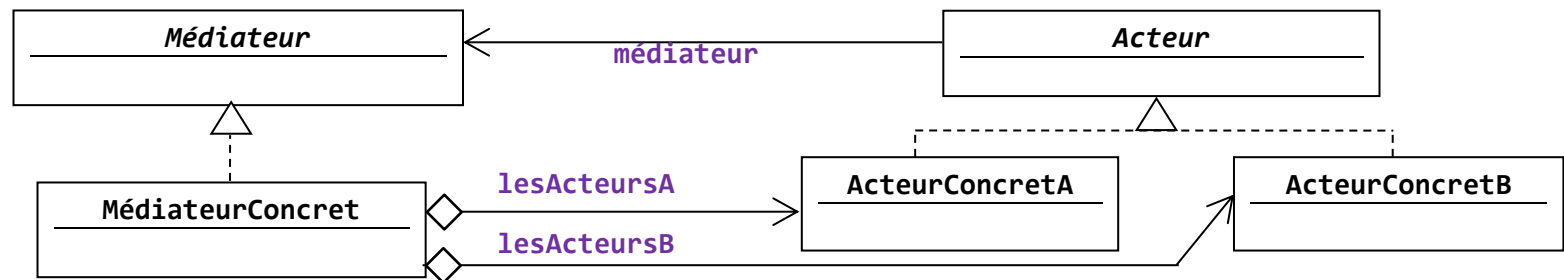 Médiateur
Acteur
médiateur
lesActeursA
ActeurConcretA
ActeurConcretB
MédiateurConcret
lesActeursB